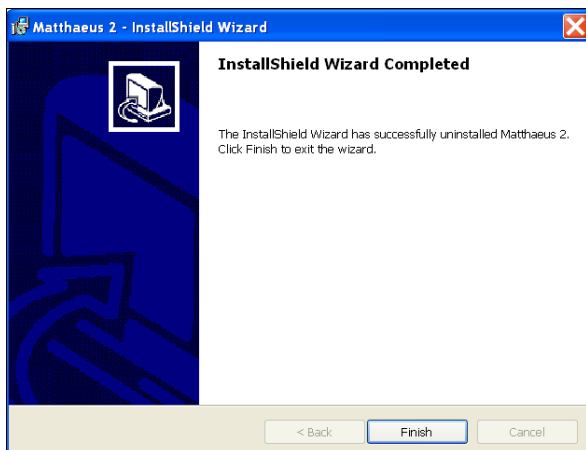 Matthaeus 2 - InstallShield Wizard
InstallShield Wizard Completed
The InstallShield Wizard has successfully uninstalled Matthaeus 2.
Click Finish to exit the wizard.
< Back
Finish
Cancel